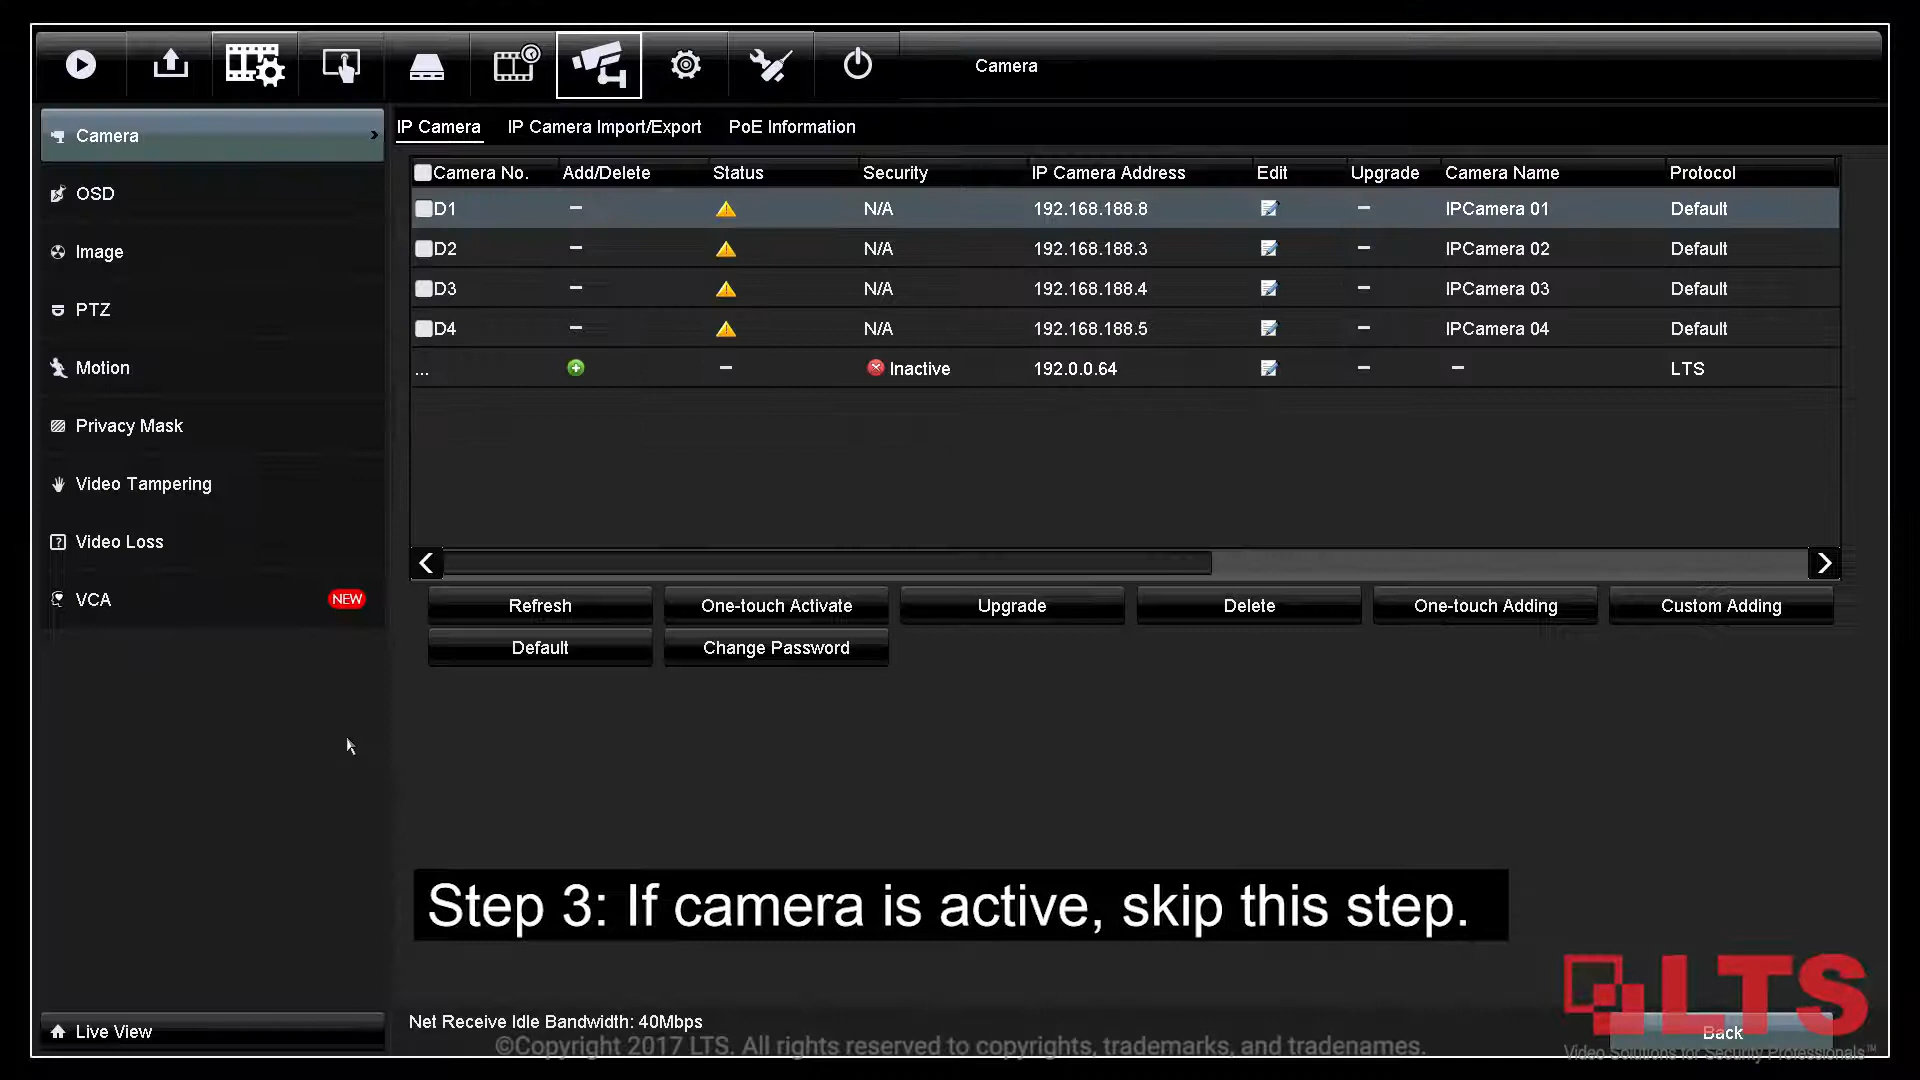 Camera
Camera
OSD
Image
PTZ
Motion
Privacy Mask
Video Tampering
Video Loss
VCA NEW
Live View
IP Camera IP Camera Import/Export PoE Information
Camera No. Add/Delete Status Security IP Camera Address Edit Upgrade Camera Name Protocol
D1 – N/A 192.168.188.8 – IPCamera 01 Default
D2 – N/A 192.168.188.3 – IPCamera 02 Default
D3 – N/A 192.168.188.4 – IPCamera 03 Default
D4 – N/A 192.168.188.5 – IPCamera 04 Default
... – Inactive 192.0.0.64 – – LTS
Refresh One-touch Activate Upgrade Delete One-touch Adding Custom Adding
Default Change Password
Step 3: If camera is active, skip this step.
LTS
Net Receive Idle Bandwidth: 40Mbps
Back
©Copyright 2017 LTS. All rights reserved to copyrights, trademarks, and tradenames.
Video Solutions for Security Professionals™